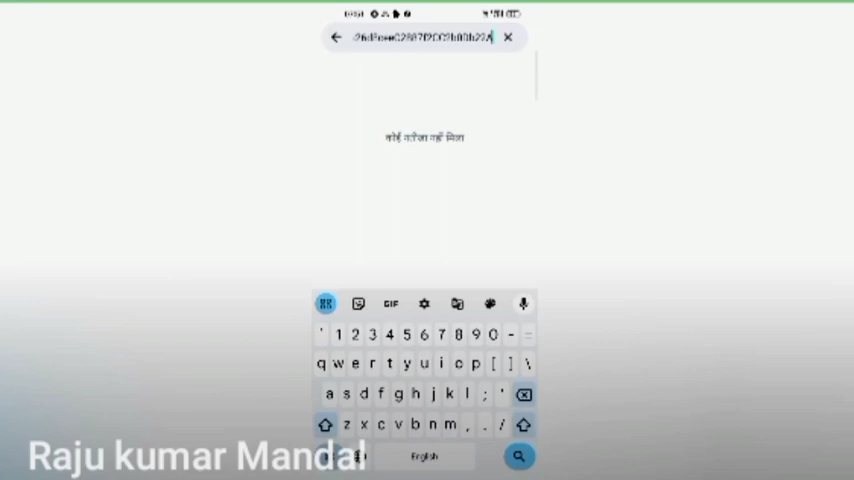 कोई नतीजा नहीं मिला
GIF
' 1 2 3 4 5 6 7 8 9 0 - =
q w e r t y u i o p [ ] \
a s d f g h j k l ; '
z x c v b n m , . /
English
Raju kumar Mandal